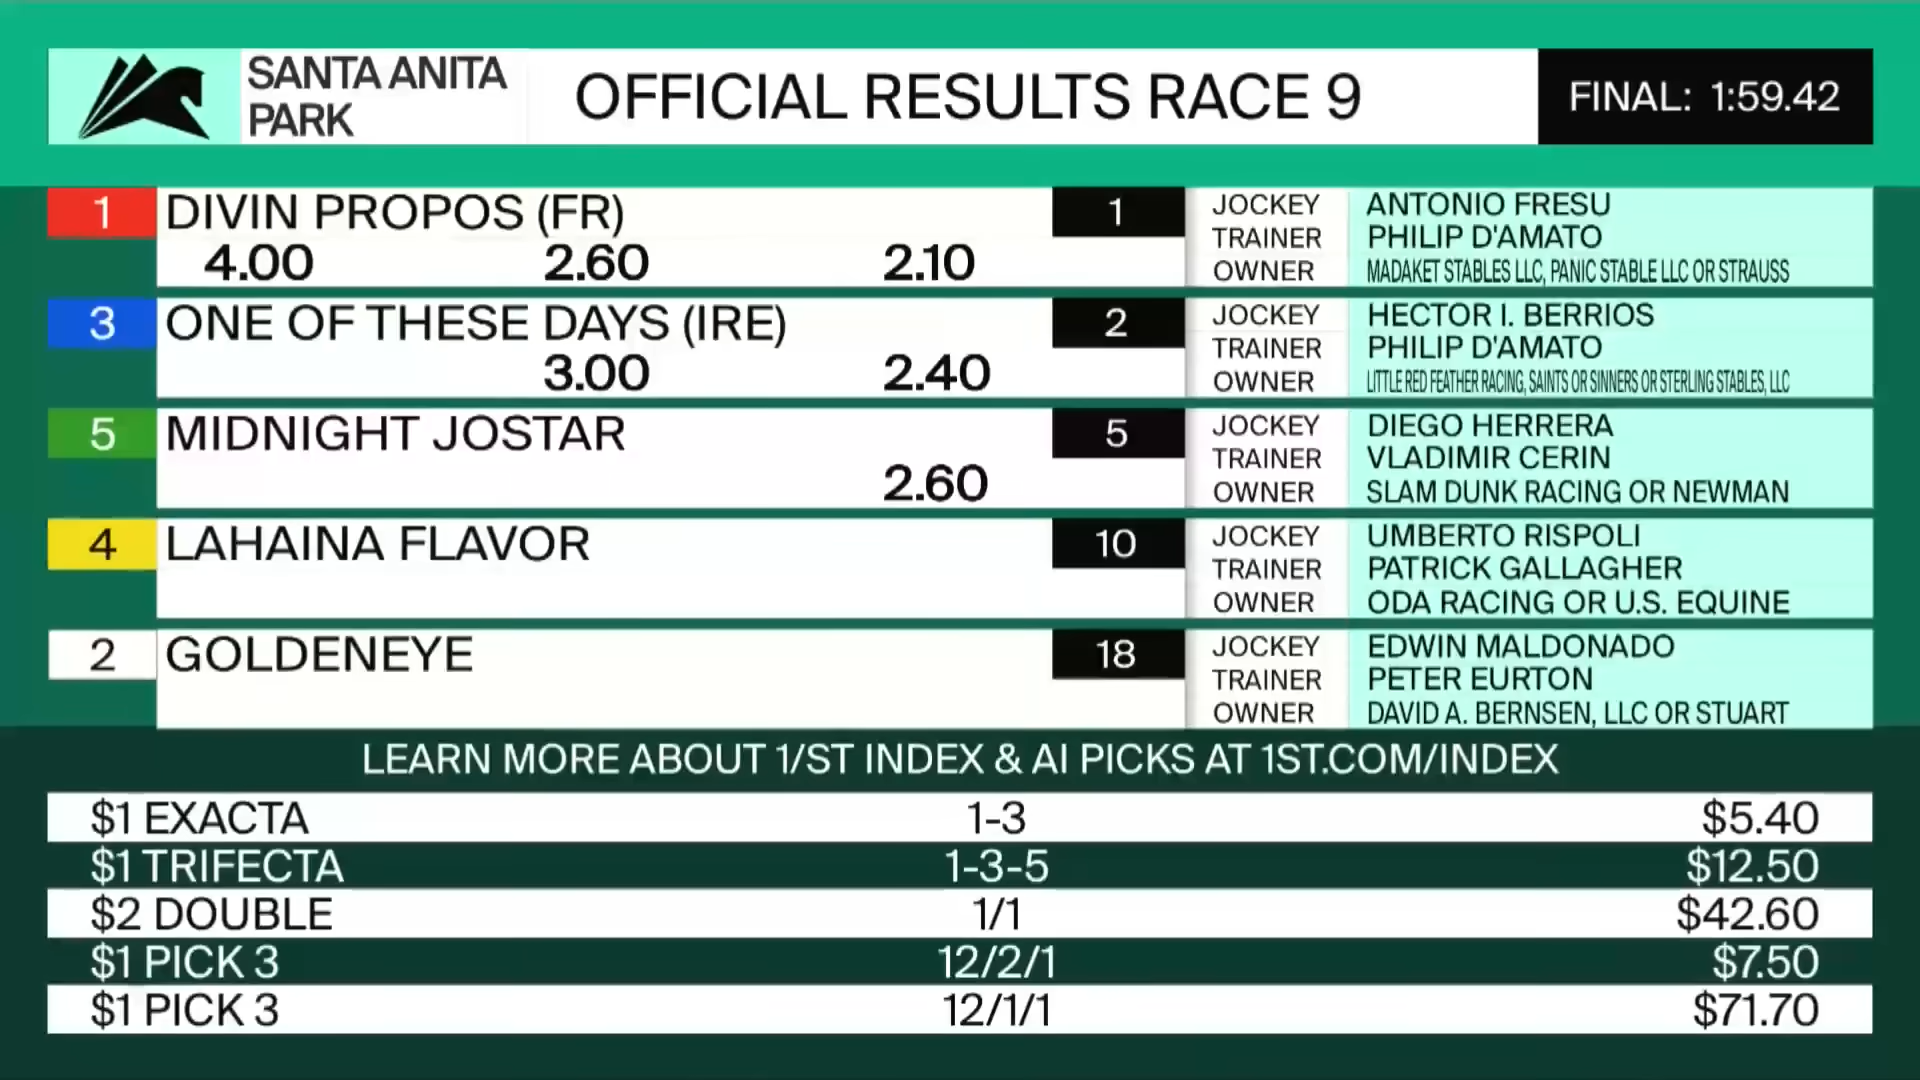 SANTA ANITA
PARK
OFFICIAL RESULTS RACE 9
FINAL: 1:59.42
1 DIVIN PROPOS (FR) 1
4.00 2.60 2.10
JOCKEY ANTONIO FRESU
TRAINER PHILIP D'AMATO
OWNER MADAKET STABLES LLC, PANIC STABLE LLC OR STRAUSS
3 ONE OF THESE DAYS (IRE) 2
3.00 2.40
JOCKEY HECTOR I. BERRIOS
TRAINER PHILIP D'AMATO
OWNER LITTLE RED FEATHER RACING, SAINTS OR SINNERS OR STERLING STABLES, LLC
5 MIDNIGHT JOSTAR 5
2.60
JOCKEY DIEGO HERRERA
TRAINER VLADIMIR CERIN
OWNER SLAM DUNK RACING OR NEWMAN
4 LAHAINA FLAVOR 10
JOCKEY UMBERTO RISPOLI
TRAINER PATRICK GALLAGHER
OWNER ODA RACING OR U.S. EQUINE
2 GOLDENEYE 18
JOCKEY EDWIN MALDONADO
TRAINER PETER EURTON
OWNER DAVID A. BERNSEN, LLC OR STUART
LEARN MORE ABOUT 1/ST INDEX & AI PICKS AT 1ST.COM/INDEX
$1 EXACTA 1-3 $5.40
$1 TRIFECTA 1-3-5 $12.50
$2 DOUBLE 1/1 $42.60
$1 PICK 3 12/2/1 $7.50
$1 PICK 3 12/1/1 $71.70